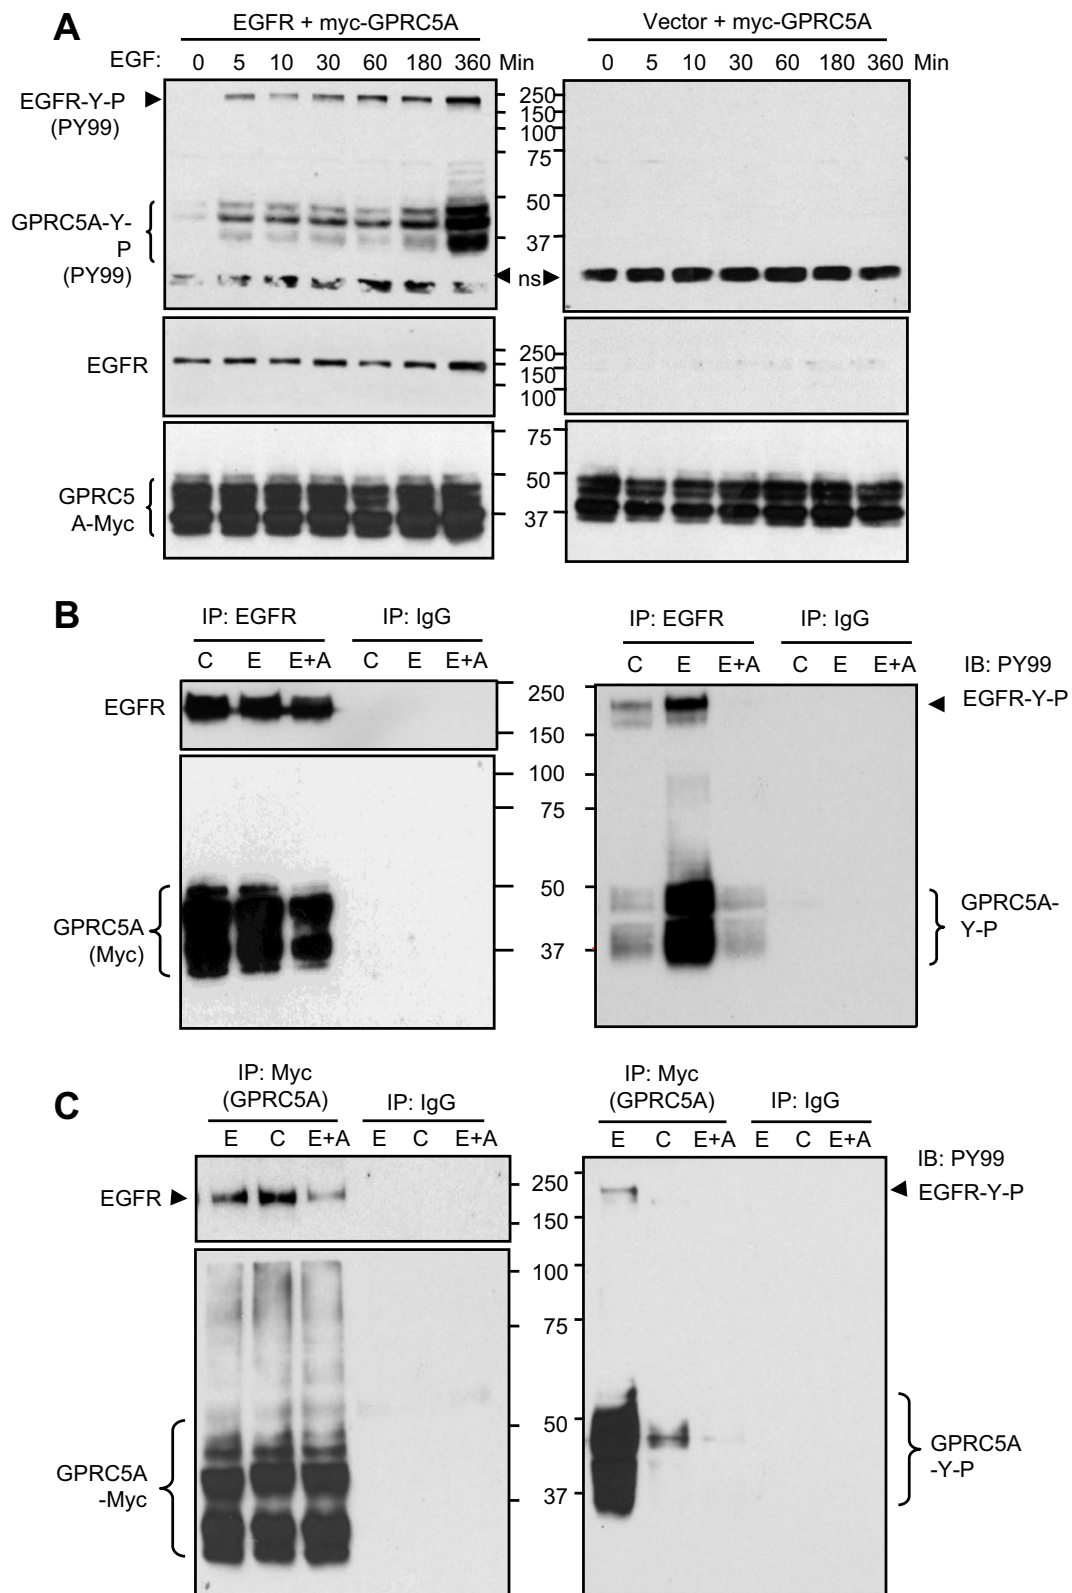 A
EGFR + myc-GPRC5A
Vector + myc-GPRC5A
EGF: 0 5 10 30 60 180 360 Min
0 5 10 30 60 180 360 Min
EGFR-Y-P
(PY99)
GPRC5A-Y-
P
(PY99)
250
150
100
75
50
37
ns
EGFR
250
150
100
GPRC5
A-Myc
75
50
37
B
IP: EGFR
IP: IgG
C E E+A C E E+A
EGFR
GPRC5A
(Myc)
250
150
100
75
50
37
IP: EGFR
IP: IgG
C E E+A C E E+A
IB: PY99
EGFR-Y-P
GPRC5A-
Y-P
C
IP: Myc
(GPRC5A)
IP: IgG
E C E+A E C E+A
EGFR
GPRC5A
-Myc
250
150
100
75
50
37
IP: Myc
(GPRC5A)
IP: IgG
E C E+A E C E+A
IB: PY99
EGFR-Y-P
GPRC5A
-Y-P